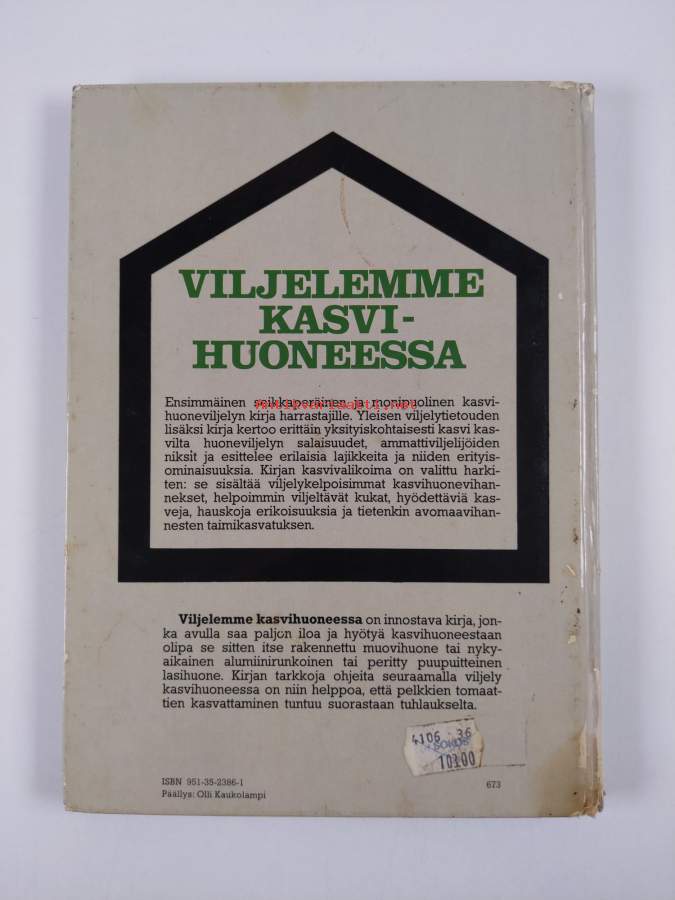 VILJELEMME
KASVI-
HUONEESSA
Ensimmäinen seikkaperäinen ja monipuolinen kasvi-
Antikvariaatti.net
huoneviljelyn kirja harrastajille. Yleisen viljelytietouden
lisäksi kirja kertoo erittäin yksityiskohtaisesti kasvi kas-
vilta huoneviljelyn salaisuudet, ammattiviljelijöiden
niksit ja esittelee erilaisia lajikkeita ja niiden erityis-
ominaisuuksia. Kirjan kasvivalikoima on valittu harki-
ten: se sisältää viljelykelpoisimmat kasvihuonevihan-
nekset, helpoimmin viljeltävät kukat, hyödettäviä kas-
veja, hauskoja erikoisuuksia ja tietenkin avomaavihan-
nesten taimikasvatuksen.
Viljelemme kasvihuoneessa on innostava kirja, jon-
ka avulla saa paljon iloa ja hyötyä kasvihuoneestaan
olipa se sitten itse rakennettu muovihuone tai nyky-
aikainen alumiinirunkoinen tai peritty puupuitteinen
lasihuone. Kirjan tarkkoja ohjeita seuraamalla viljely
kasvihuoneessa on niin helppoa, että pelkkien tomaat-
tien kasvattaminen tuntuu suorastaan tuhlaukselta.
4106 36
SOKOS
10100
ISBN 951-35-2386-1
Päällys: Olli Kaukolampi
673